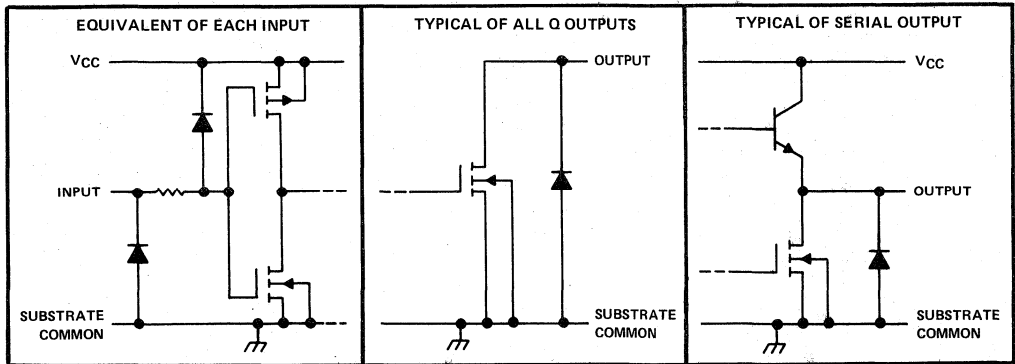 EQUIVALENT OF EACH INPUT
VCC
INPUT
SUBSTRATE
COMMON
TYPICAL OF ALL Q OUTPUTS
OUTPUT
SUBSTRATE
COMMON
TYPICAL OF SERIAL OUTPUT
VCC
OUTPUT
SUBSTRATE
COMMON